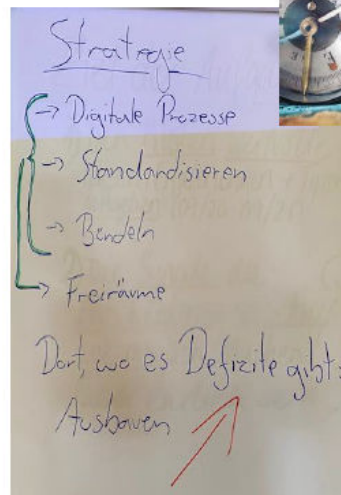 Strategie
→ Digitale Prozesse
→ Standardisieren
→ Bündeln
→ Freiräume
Dort, wo es Defizite gibt:
Ausbauen